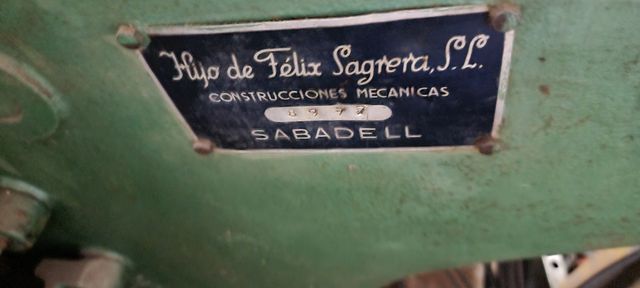 Hijo de Félix Sagrera, S.L.
CONSTRUCCIONES MECANICAS
SABADELL